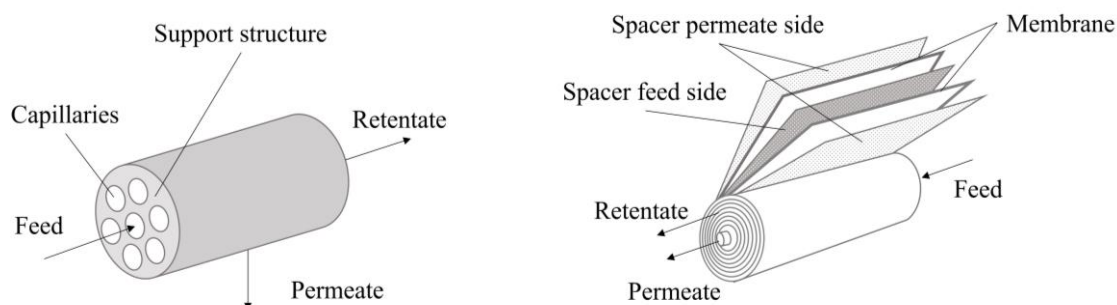 Support structure
Capillaries
Retentate
Feed
Permeate
Spacer permeate side
Membrane
Spacer feed side
Feed
Retentate
Permeate